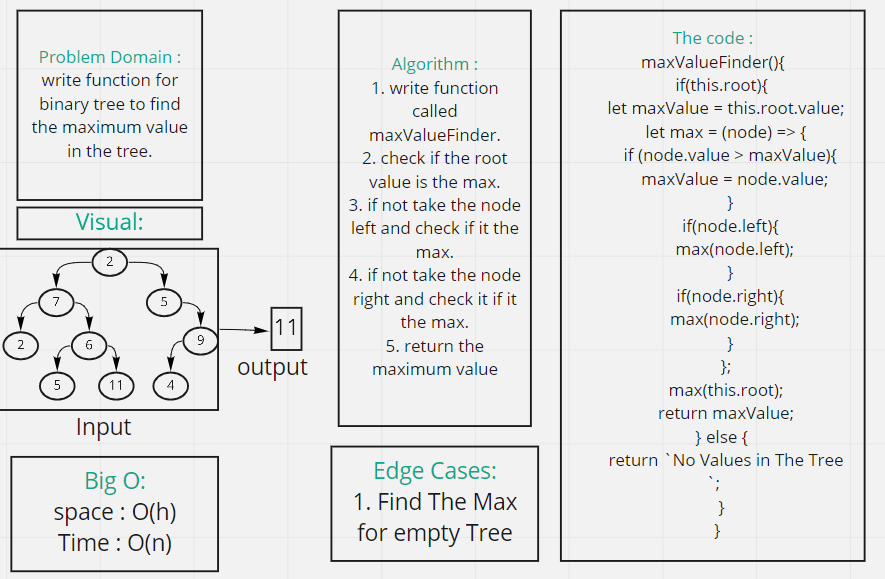 Problem Domain :
write function for
binary tree to find
the maximum value
in the tree.
Visual:
2
7
5
2
6
9
5
11
4
11
output
Input
Big O:
space : O(h)
Time : O(n)
Algorithm :
1. write function
called
maxValueFinder.
2. check if the root
value is the max.
3. if not take the node
left and check if it the
max.
4. if not take the node
right and check it if it
the max.
5. return the
maximum value
Edge Cases:
1. Find The Max
for empty Tree
The code :
maxValueFinder(){
if(this.root){
let maxValue = this.root.value;
let max = (node) => {
if (node.value > maxValue){
maxValue = node.value;
}
if(node.left){
max(node.left);
}
if(node.right){
max(node.right);
}
};
max(this.root);
return maxValue;
} else {
return `No Values in The Tree
`;
}
}